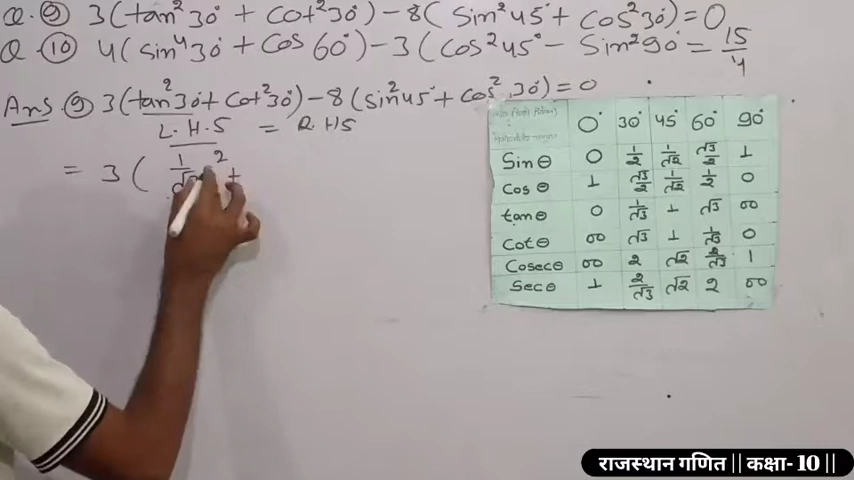 Q. ⑨ 3(tan²30° + Cot²30°) - 8(Sin²45° + Cos²30°) = 0
Q. ⑩ 4(sin⁴30° + Cos 60°) - 3(Cos²45° - Sin²90° = 15/4
Ans ⑨ 3(tan²30° + Cot²30°) - 8(sin²45° + cos²30°) = 0
L.H.S = R.HS
= 3( 1/√3 ² +
0° 30° 45° 60° 90°
Sinθ 0 1/2 1/√2 √3/2 1
Cosθ 1 √3/2 1/√2 1/2 0
tanθ 0 1/√3 1 √3 ∞
Cotθ ∞ √3 1 1/√3 0
Cosecθ ∞ 2 √2 2/√3 1
Secθ 1 2/√3 √2 2 ∞
राजस्थान गणित || कक्षा- 10 ||